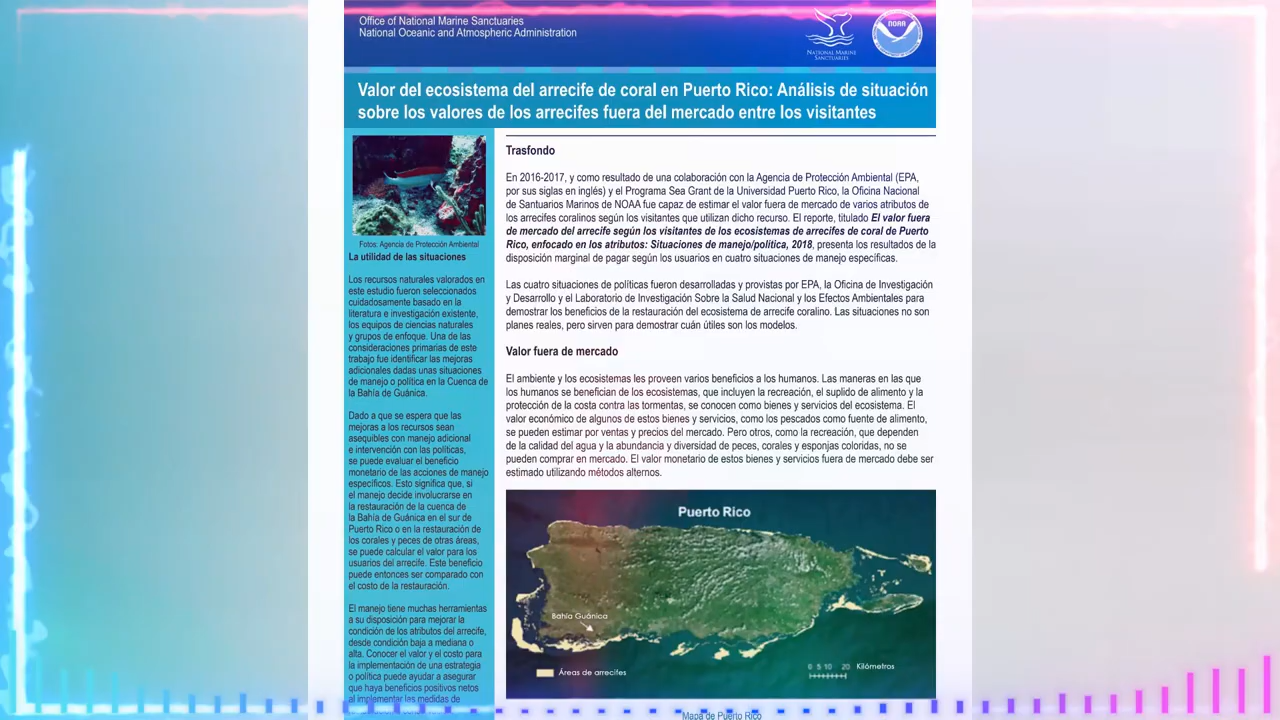 Office of National Marine Sanctuaries
National Oceanic and Atmospheric Administration
NATIONAL MARINE
SANCTUARIES
NOAA
Valor del ecosistema del arrecife de coral en Puerto Rico: Análisis de situación
sobre los valores de los arrecifes fuera del mercado entre los visitantes
Fotos: Agencia de Protección Ambiental
La utilidad de las situaciones
Los recursos naturales valorados en
este estudio fueron seleccionados
cuidadosamente basado en la
literatura e investigación existente,
los equipos de ciencias naturales
y grupos de enfoque. Una de las
consideraciones primarias de este
trabajo fue identificar las mejoras
adicionales dadas unas situaciones
de manejo o política en la Cuenca de
la Bahía de Guánica.
Dado a que se espera que las
mejoras a los recursos sean
asequibles con manejo adicional
e intervención con las políticas,
se puede evaluar el beneficio
monetario de las acciones de manejo
específicos. Esto significa que, si
el manejo decide involucrarse en
la restauración de la cuenca de
la Bahía de Guánica en el sur de
Puerto Rico o en la restauración de
los corales y peces de otras áreas,
se puede calcular el valor para los
usuarios del arrecife. Este beneficio
puede entonces ser comparado con
el costo de la restauración.
El manejo tiene muchas herramientas
a su disposición para mejorar la
condición de los atributos del arrecife,
desde condición baja a mediana o
alta. Conocer el valor y el costo para
la implementación de una estrategia
o política puede ayudar a asegurar
que haya beneficios positivos netos
al implementar las medidas de
Trasfondo
En 2016-2017, y como resultado de una colaboración con la Agencia de Protección Ambiental (EPA,
por sus siglas en inglés) y el Programa Sea Grant de la Universidad Puerto Rico, la Oficina Nacional
de Santuarios Marinos de NOAA fue capaz de estimar el valor fuera de mercado de varios atributos de
los arrecifes coralinos según los visitantes que utilizan dicho recurso. El reporte, titulado El valor fuera
de mercado del arrecife según los visitantes de los ecosistemas de arrecifes de coral de Puerto
Rico, enfocado en los atributos: Situaciones de manejo/política, 2018, presenta los resultados de la
disposición marginal de pagar según los usuarios en cuatro situaciones de manejo específicas.
Las cuatro situaciones de políticas fueron desarrolladas y provistas por EPA, la Oficina de Investigación
y Desarrollo y el Laboratorio de Investigación Sobre la Salud Nacional y los Efectos Ambientales para
demostrar los beneficios de la restauración del ecosistema de arrecife coralino. Las situaciones no son
planes reales, pero sirven para demostrar cuán útiles son los modelos.
Valor fuera de mercado
El ambiente y los ecosistemas les proveen varios beneficios a los humanos. Las maneras en las que
los humanos se benefician de los ecosistemas, que incluyen la recreación, el suplido de alimento y la
protección de la costa contra las tormentas, se conocen como bienes y servicios del ecosistema. El
valor económico de algunos de estos bienes y servicios, como los pescados como fuente de alimento,
se pueden estimar por ventas y precios del mercado. Pero otros, como la recreación, que dependen
de la calidad del agua y la abundancia y diversidad de peces, corales y esponjas coloridas, no se
pueden comprar en mercado. El valor monetario de estos bienes y servicios fuera de mercado debe ser
estimado utilizando métodos alternos.
Puerto Rico
Bahía Guánica
Áreas de arrecifes
0 5 10 20 Kilómetros
Mapa de Puerto Rico